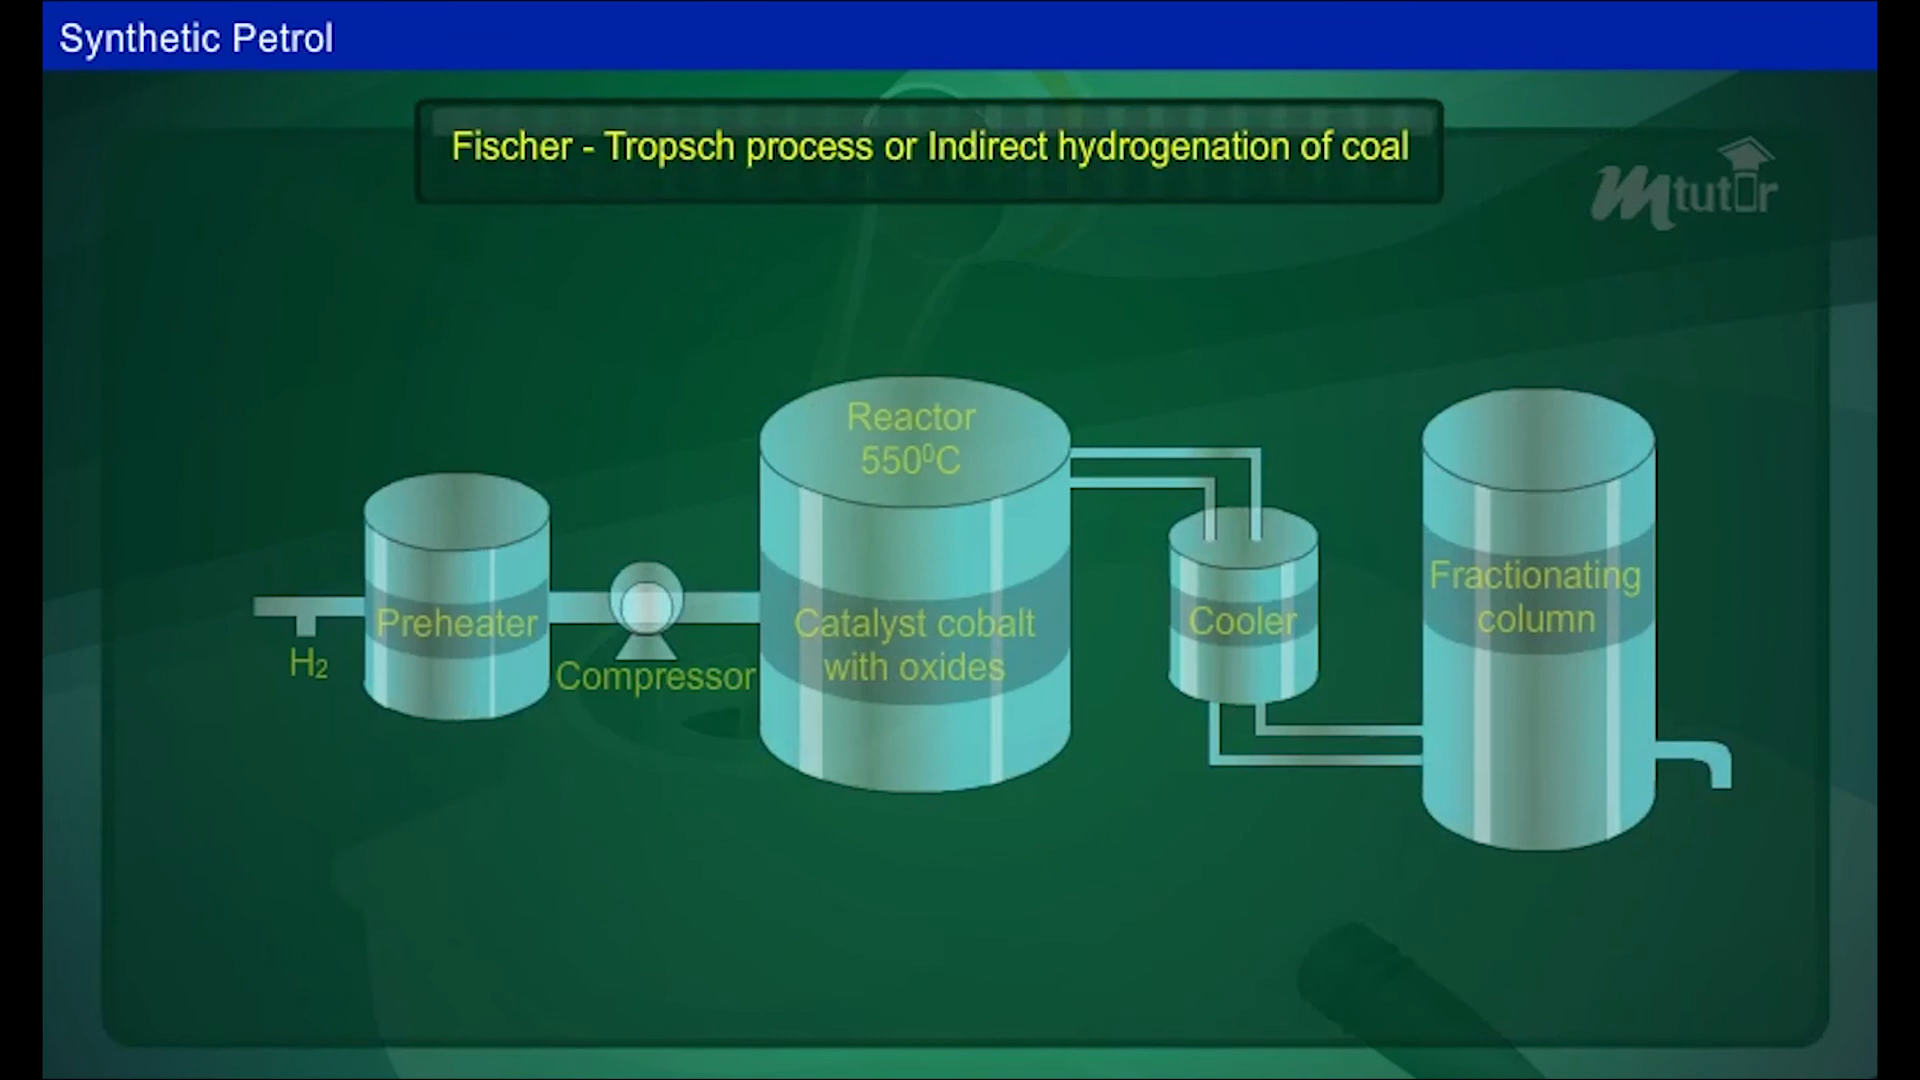 Synthetic Petrol
Fischer - Tropsch process or Indirect hydrogenation of coal
Mtutor
Reactor
550⁰C
Preheater
H₂
Compressor
Catalyst cobalt
with oxides
Cooler
Fractionating
column